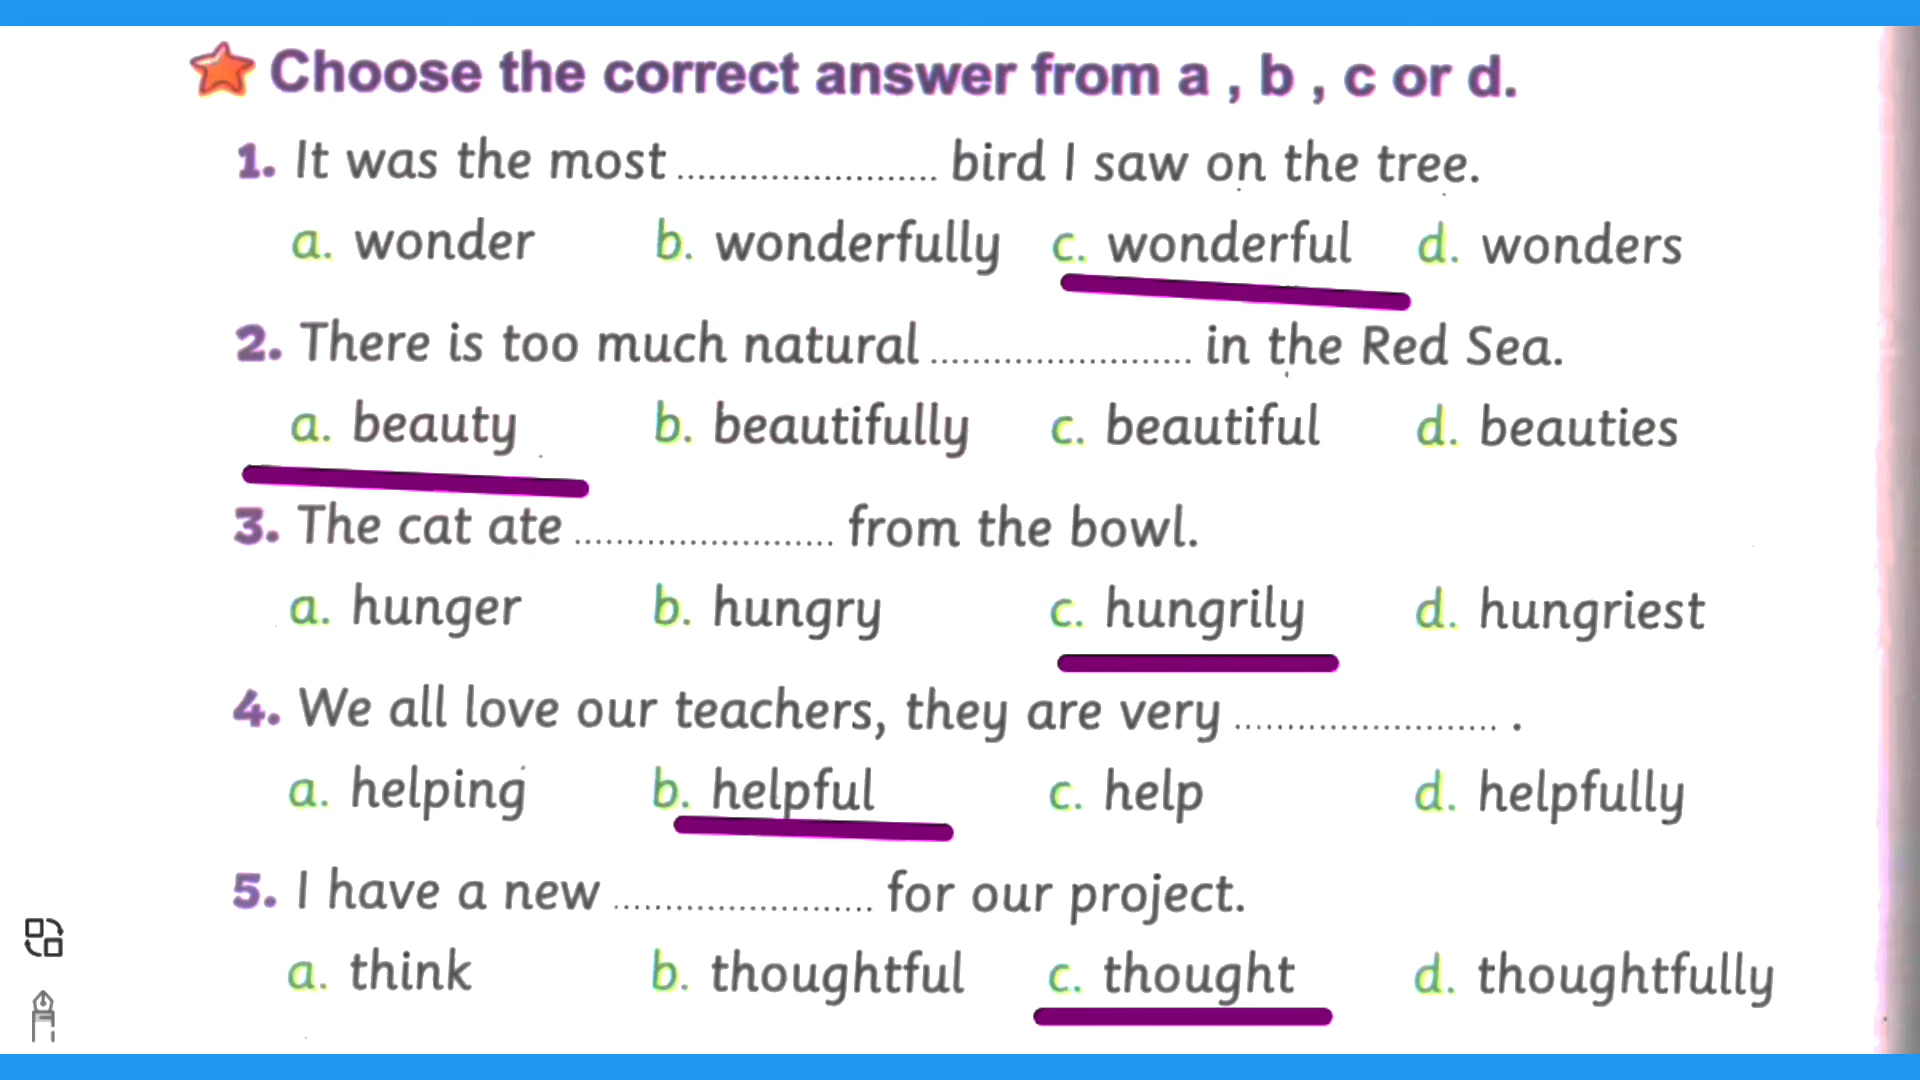 Choose the correct answer from a , b , c or d.
1. It was the most ........................ bird I saw on the tree.
a. wonder b. wonderfully c. wonderful d. wonders
2. There is too much natural ........................ in the Red Sea.
a. beauty b. beautifully c. beautiful d. beauties
3. The cat ate ........................ from the bowl.
a. hunger b. hungry c. hungrily d. hungriest
4. We all love our teachers, they are very ........................ .
a. helping b. helpful c. help d. helpfully
5. I have a new ........................ for our project.
a. think b. thoughtful c. thought d. thoughtfully